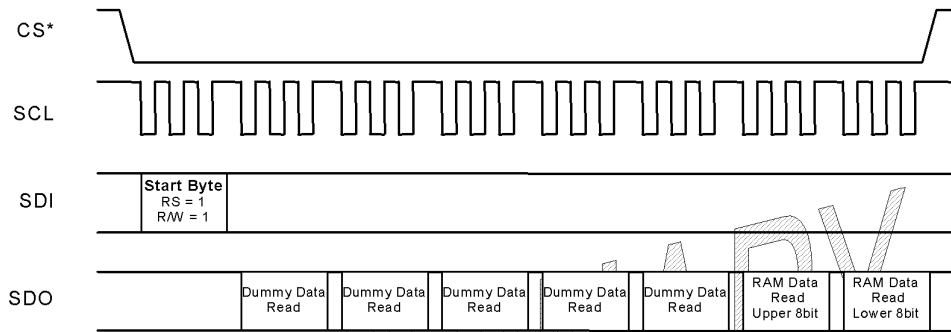 CS*
SCL
SDI
Start Byte
RS = 1
R/W = 1
SDO
Dummy Data
Read
Dummy Data
Read
Dummy Data
Read
Dummy Data
Read
Dummy Data
Read
RAM Data
Read
Upper 8bit
RAM Data
Read
Lower 8bit